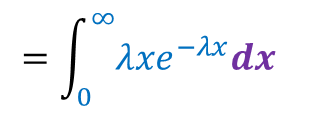 = ∫₀^∞ λxe^{−λx} dx